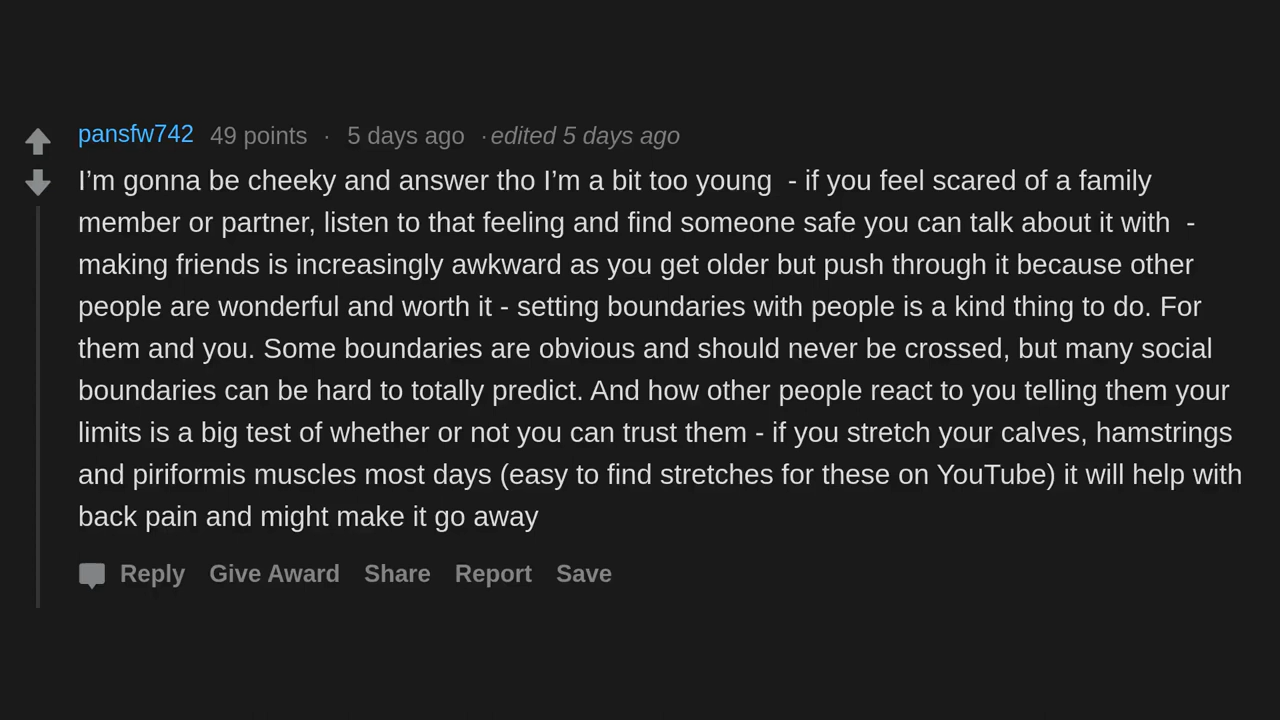 pansfw742 49 points · 5 days ago · edited 5 days ago
I’m gonna be cheeky and answer tho I’m a bit too young  - if you feel scared of a family
member or partner, listen to that feeling and find someone safe you can talk about it with  -
making friends is increasingly awkward as you get older but push through it because other
people are wonderful and worth it - setting boundaries with people is a kind thing to do. For
them and you. Some boundaries are obvious and should never be crossed, but many social
boundaries can be hard to totally predict. And how other people react to you telling them your
limits is a big test of whether or not you can trust them - if you stretch your calves, hamstrings
and piriformis muscles most days (easy to find stretches for these on YouTube) it will help with
back pain and might make it go away
Reply Give Award Share Report Save